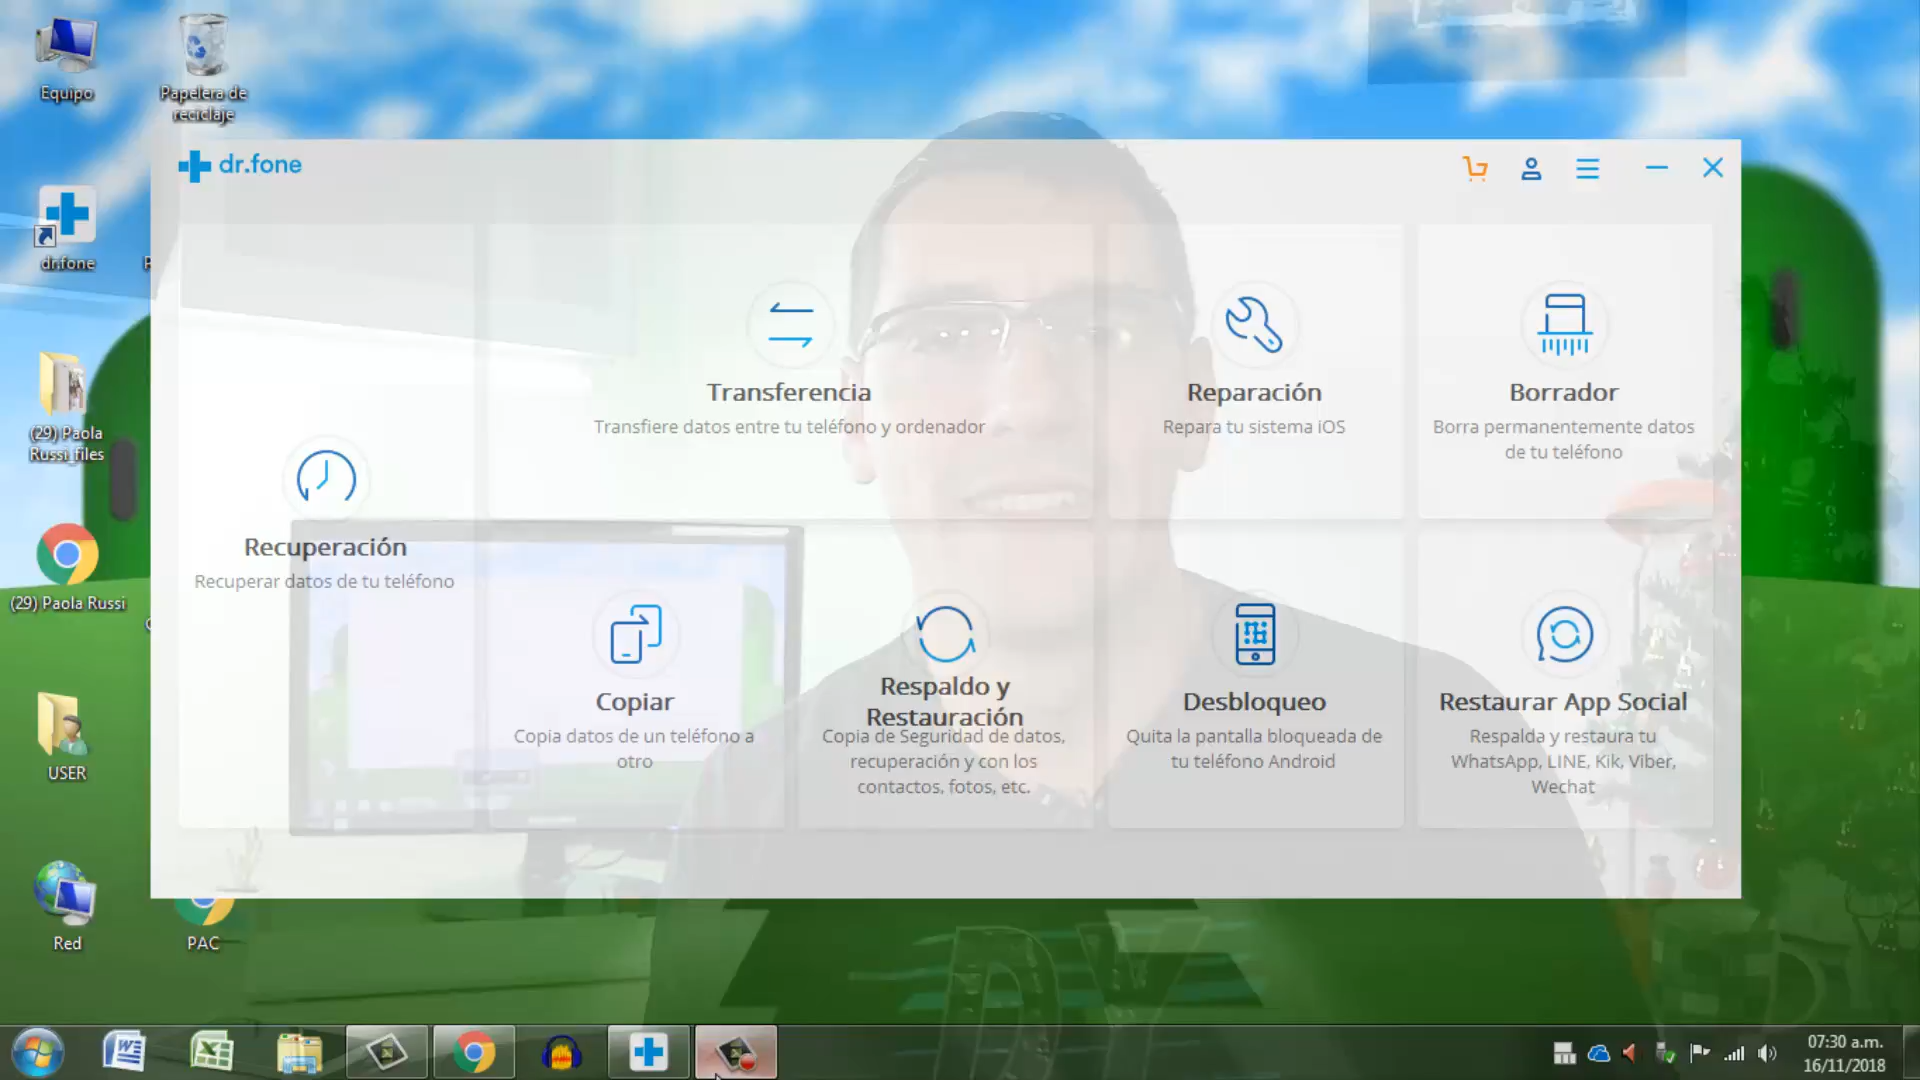 Equipo
Papelera de
reciclaje
dr.fone
dr.fone
(29) Paola
Russi_files
(29) Paola Russi
USER
Red
PAC
Recuperación
Recuperar datos de tu teléfono
Transferencia
Transfiere datos entre tu teléfono y ordenador
Reparación
Repara tu sistema iOS
Borrador
Borra permanentemente datos
de tu teléfono
Copiar
Copia datos de un teléfono a
otro
Respaldo y
Restauración
Copia de Seguridad de datos,
recuperación y con los
contactos, fotos, etc.
Desbloqueo
Quita la pantalla bloqueada de
tu teléfono Android
Restaurar App Social
Respalda y restaura tu
WhatsApp, LINE, Kik, Viber,
Wechat
07:30 a.m.
16/11/2018